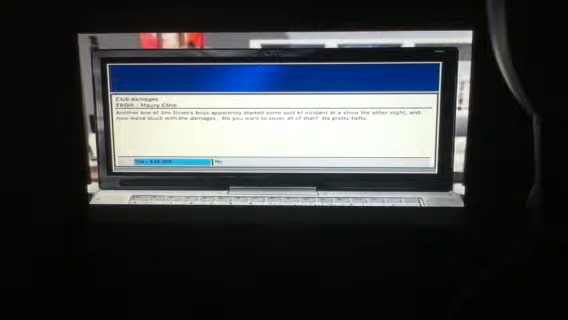 Club damages
FROM - Maury Cline
Another one of Jim Jones's boys apparently started some sort of incident at a show the other night, and
now we're stuck with the damages. Do you want to cover all of that? Its pretty hefty.
Yes - No